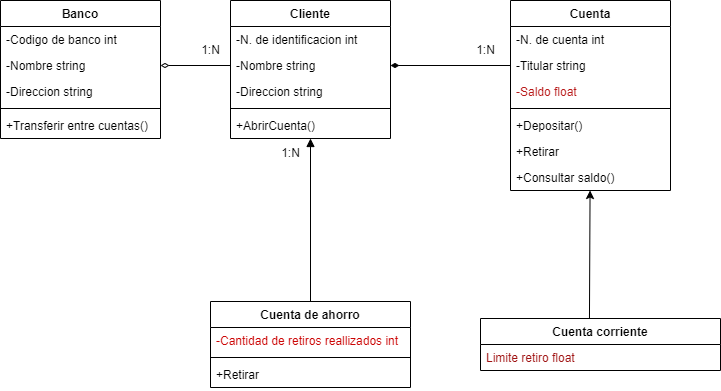 Banco
-Codigo de banco int
-Nombre string
-Direccion string
+Transferir entre cuentas()
1:N
Cliente
-N. de identificacion int
-Nombre string
-Direccion string
+AbrirCuenta()
1:N
1:N
Cuenta
-N. de cuenta int
-Titular string
-Saldo float
+Depositar()
+Retirar
+Consultar saldo()
Cuenta de ahorro
-Cantidad de retiros reallizados int
+Retirar
Cuenta corriente
Limite retiro float